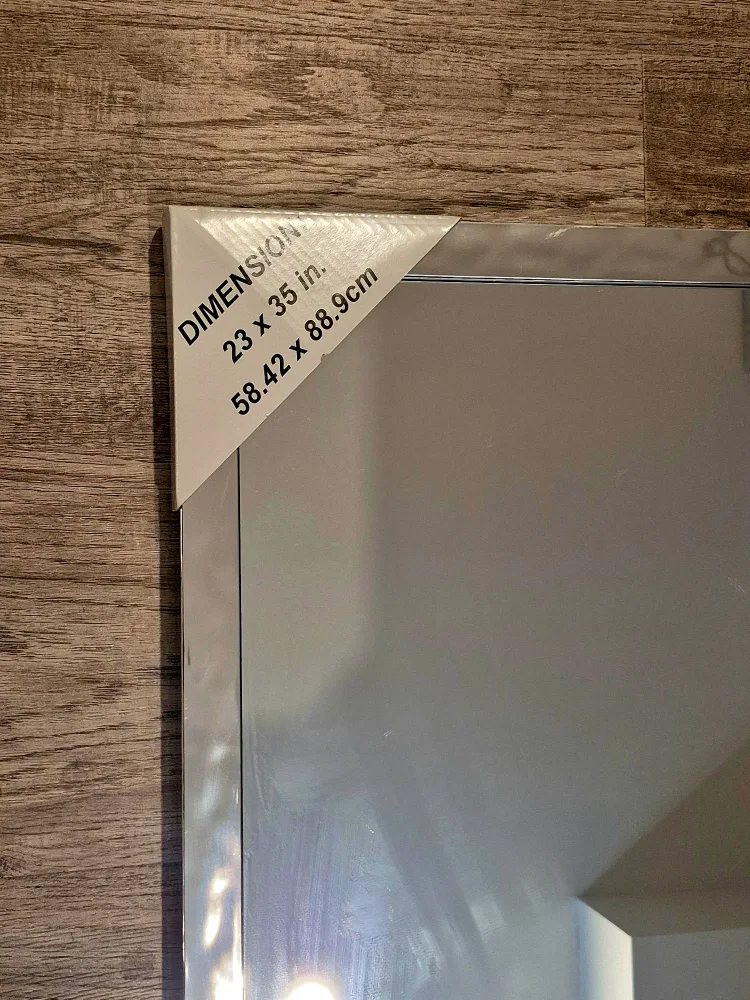 DIMENSION
23 x 35 in.
58.42 x 88.9cm